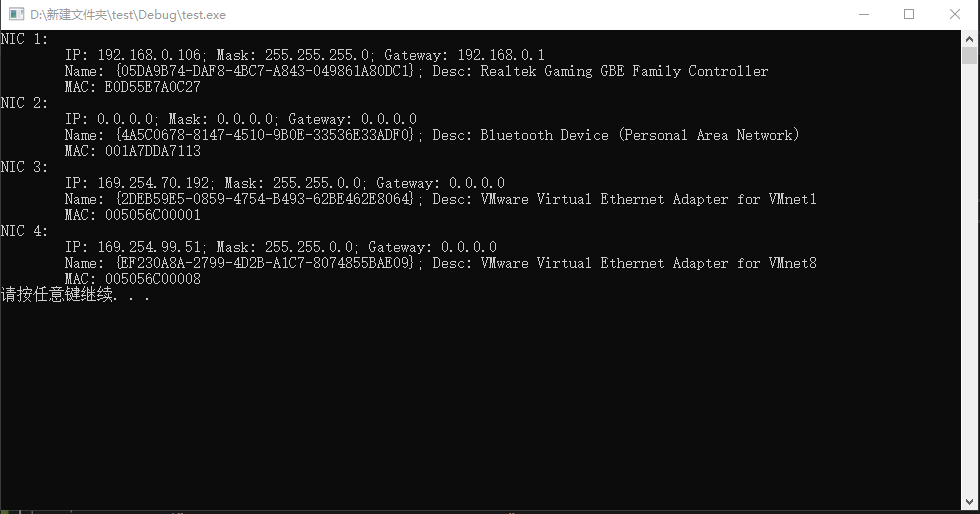 D:\新建文件夹\test\Debug\test.exe
NIC 1:
IP: 192.168.0.106; Mask: 255.255.255.0; Gateway: 192.168.0.1
Name: {05DA9B74-DAF8-4BC7-A843-049861A80DC1}; Desc: Realtek Gaming GBE Family Controller
MAC: E0D55E7A0C27
NIC 2:
IP: 0.0.0.0; Mask: 0.0.0.0; Gateway: 0.0.0.0
Name: {4A5C0678-8147-4510-9B0E-33536E33ADF0}; Desc: Bluetooth Device (Personal Area Network)
MAC: 001A7DDA7113
NIC 3:
IP: 169.254.70.192; Mask: 255.255.0.0; Gateway: 0.0.0.0
Name: {2DEB59E5-0859-4754-B493-62BE462E8064}; Desc: VMware Virtual Ethernet Adapter for VMnet1
MAC: 005056C00001
NIC 4:
IP: 169.254.99.51; Mask: 255.255.0.0; Gateway: 0.0.0.0
Name: {EF230A8A-2799-4D2B-A1C7-8074855BAE09}; Desc: VMware Virtual Ethernet Adapter for VMnet8
MAC: 005056C00008
请按任意键继续. . .